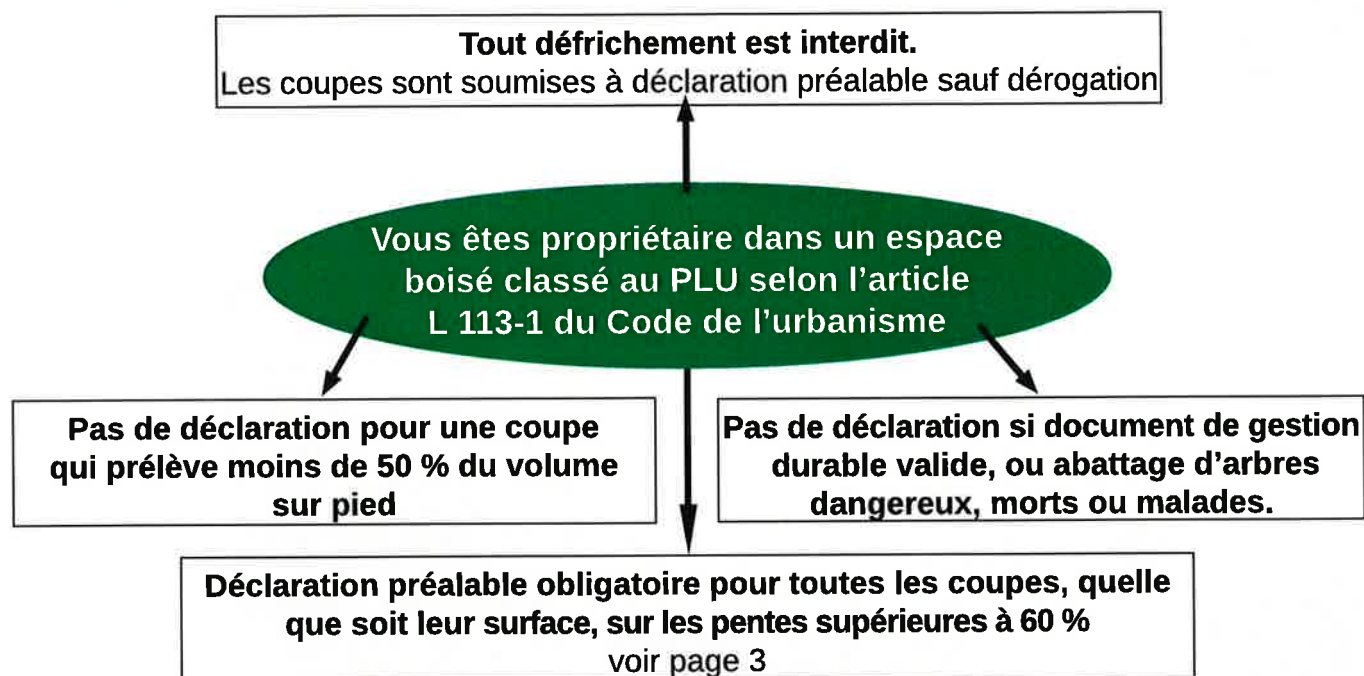 Tout défrichement est interdit.
Les coupes sont soumises à déclaration préalable sauf dérogation
Vous êtes propriétaire dans un espace
boisé classé au PLU selon l’article
L 113-1 du Code de l’urbanisme
Pas de déclaration pour une coupe
qui prélève moins de 50 % du volume
sur pied
Pas de déclaration si document de gestion
durable valide, ou abattage d’arbres
dangereux, morts ou malades.
Déclaration préalable obligatoire pour toutes les coupes, quelle
que soit leur surface, sur les pentes supérieures à 60 %
voir page 3